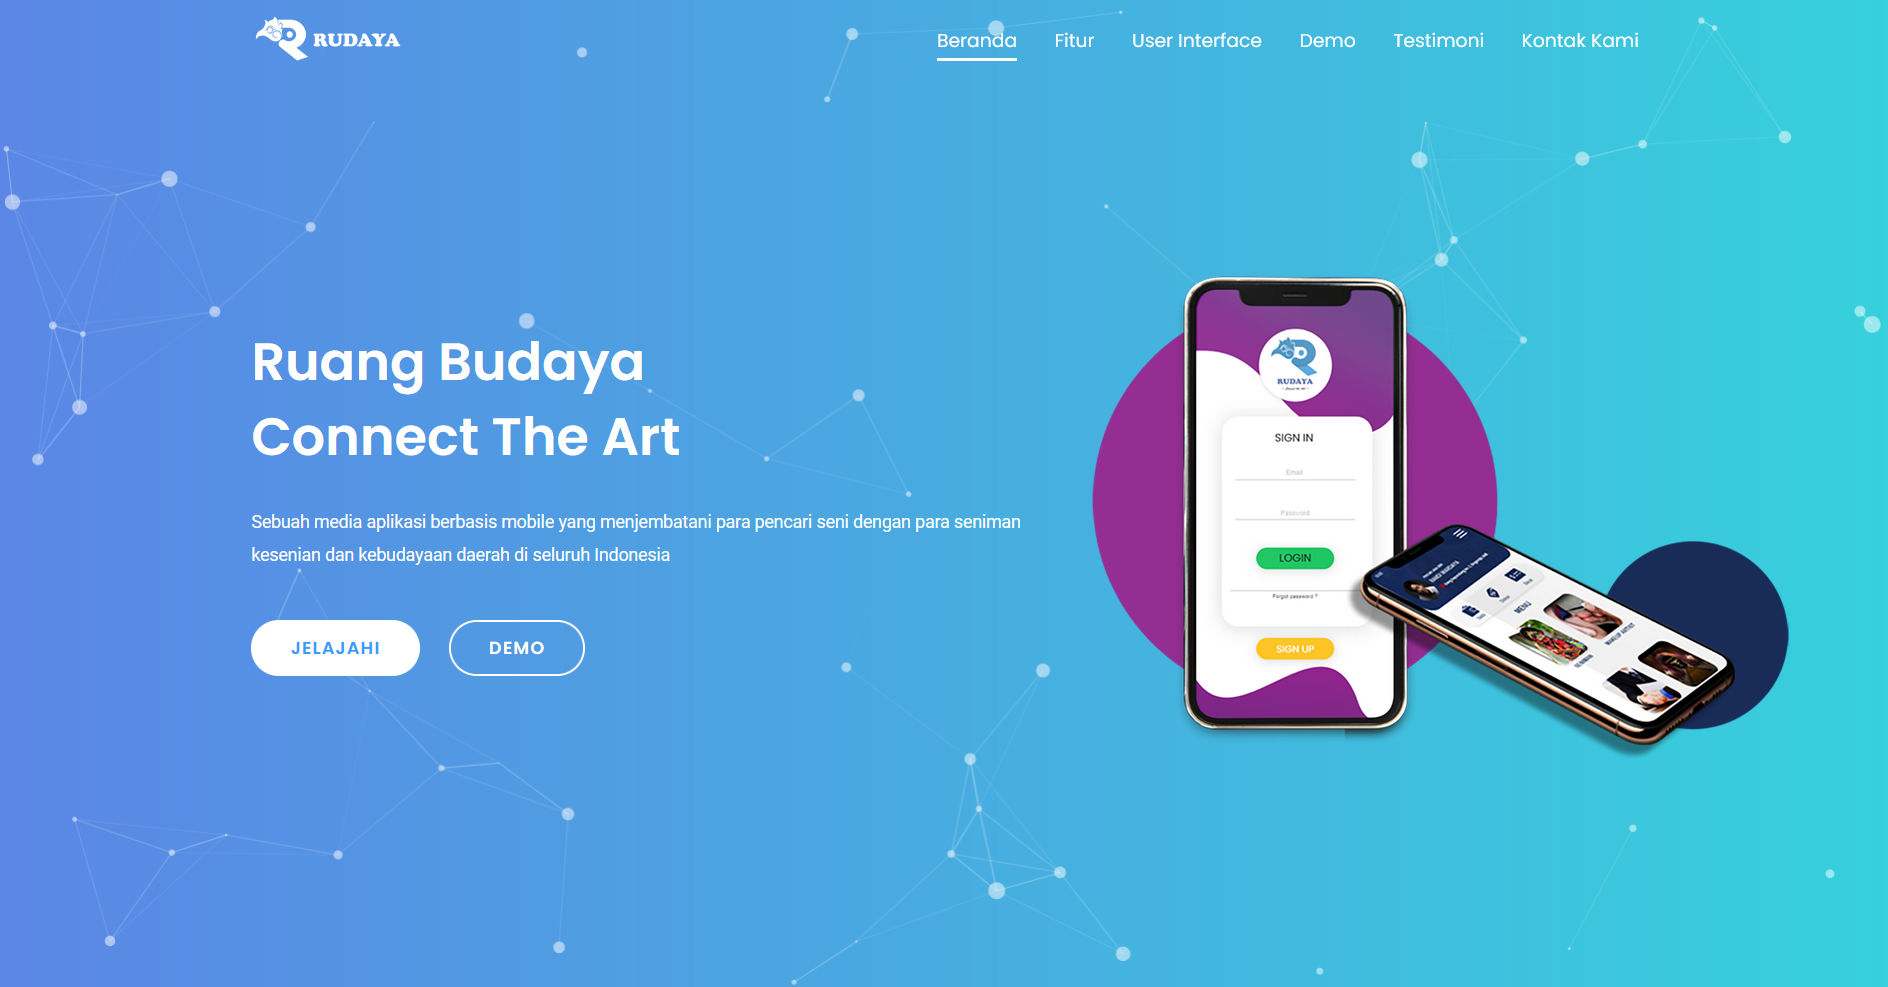 RUDAYA
Beranda
Fitur
User Interface
Demo
Testimoni
Kontak Kami
Ruang Budaya
Connect The Art
Sebuah media aplikasi berbasis mobile yang menjembatani para pencari seni dengan para seniman
kesenian dan kebudayaan daerah di seluruh Indonesia
JELAJAHI
DEMO
RUDAYA
SIGN IN
Email
Password
LOGIN
Forgot password ?
SIGN UP
MENU
MAKEUP ARTIST